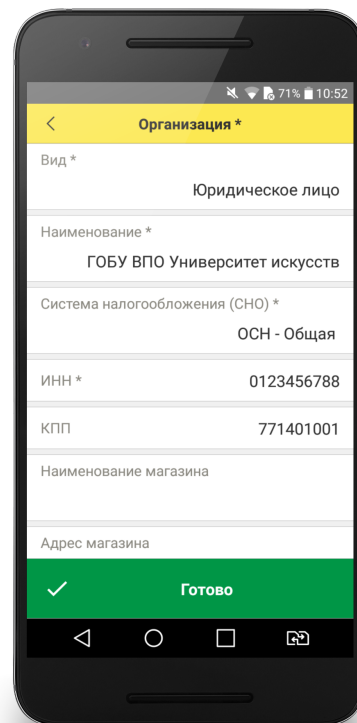 71% 10:52
Организация *
Вид *
Юридическое лицо
Наименование *
ГОБУ ВПО Университет искусств
Система налогообложения (СНО) *
ОСН - Общая
ИНН * 0123456788
КПП 771401001
Наименование магазина
Адрес магазина
Готово